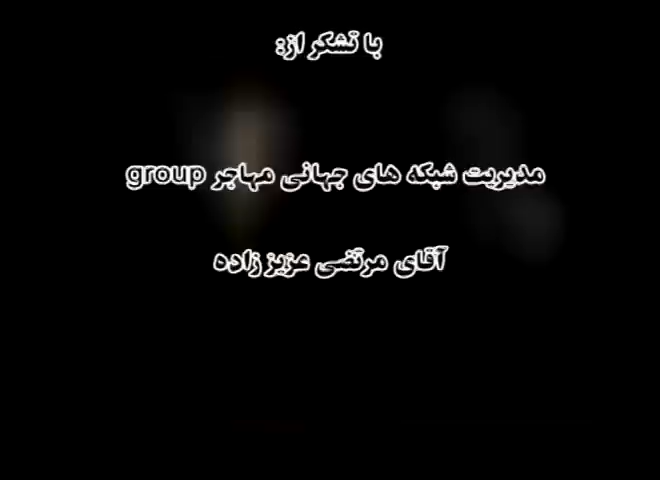 با تشکر از:
مدیریت شبکه های جهانی مهاجر group
آقای مرتضی عزیز زاده